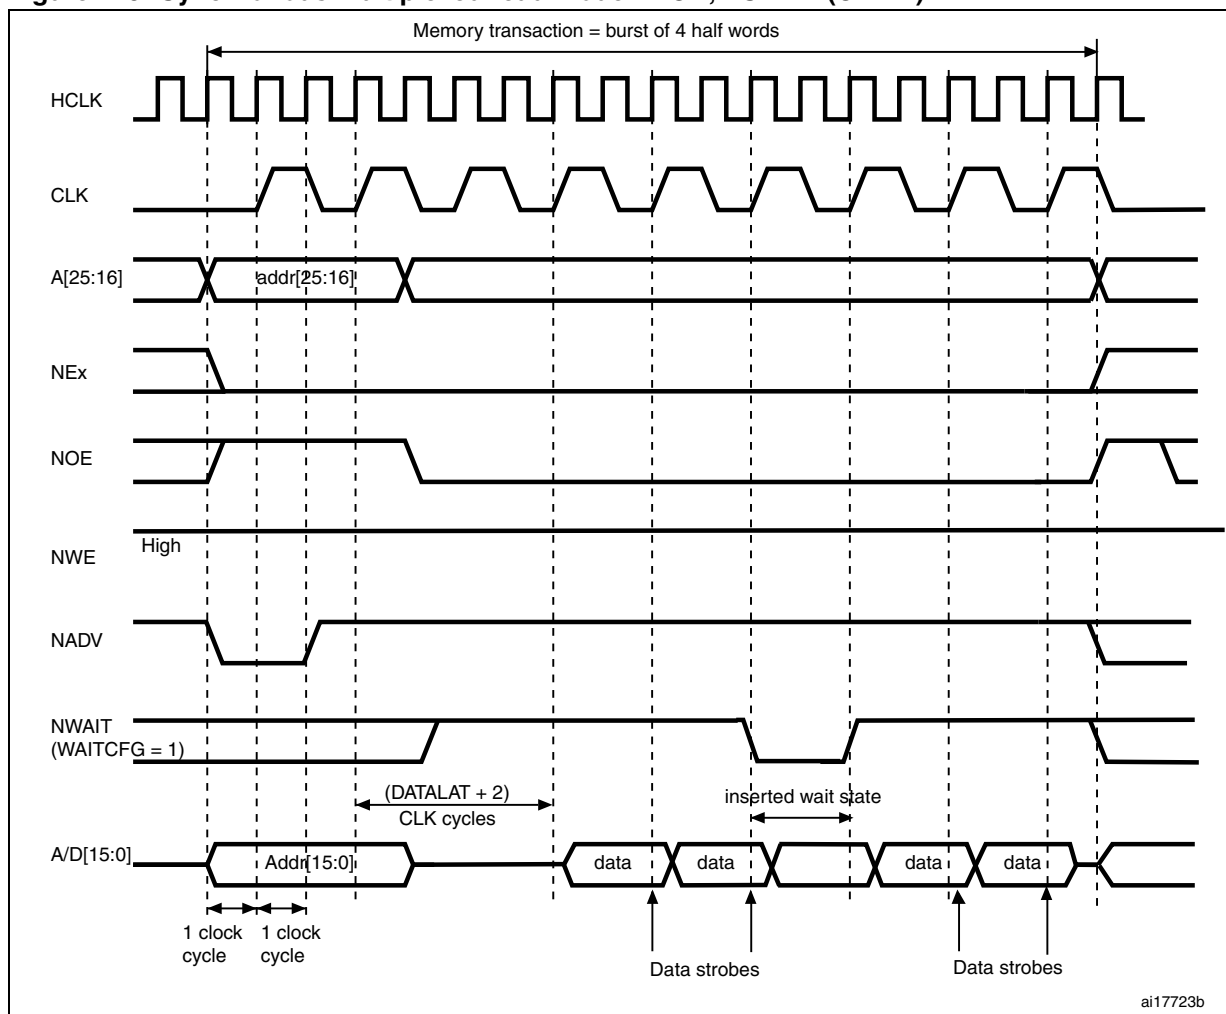 Memory transaction = burst of 4 half words
HCLK
CLK
A[25:16]
addr[25:16]
NEx
NOE
High
NWE
NADV
NWAIT
(WAITCFG = 1)
(DATALAT + 2)
CLK cycles
inserted wait state
A/D[15:0]
Addr[15:0]
data
data
data
data
1 clock
cycle
1 clock
cycle
Data strobes
Data strobes
ai17723b